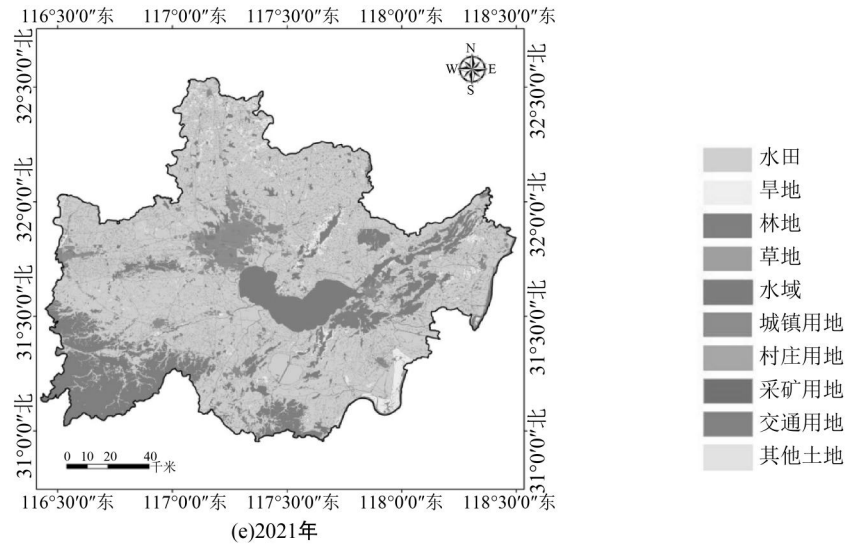 116°30′0″东 117°0′0″东 117°30′0″东 118°0′0″东 118°30′0″东
N
W E
S
32°30′0″北
32°0′0″北
31°30′0″北
31°0′0″北
32°30′0″北
32°0′0″北
31°30′0″北
31°0′0″北
0 10 20 40
千米
116°30′0″东 117°0′0″东 117°30′0″东 118°0′0″东 118°30′0″东
(e)2021年
水田
旱地
林地
草地
水域
城镇用地
村庄用地
采矿用地
交通用地
其他土地